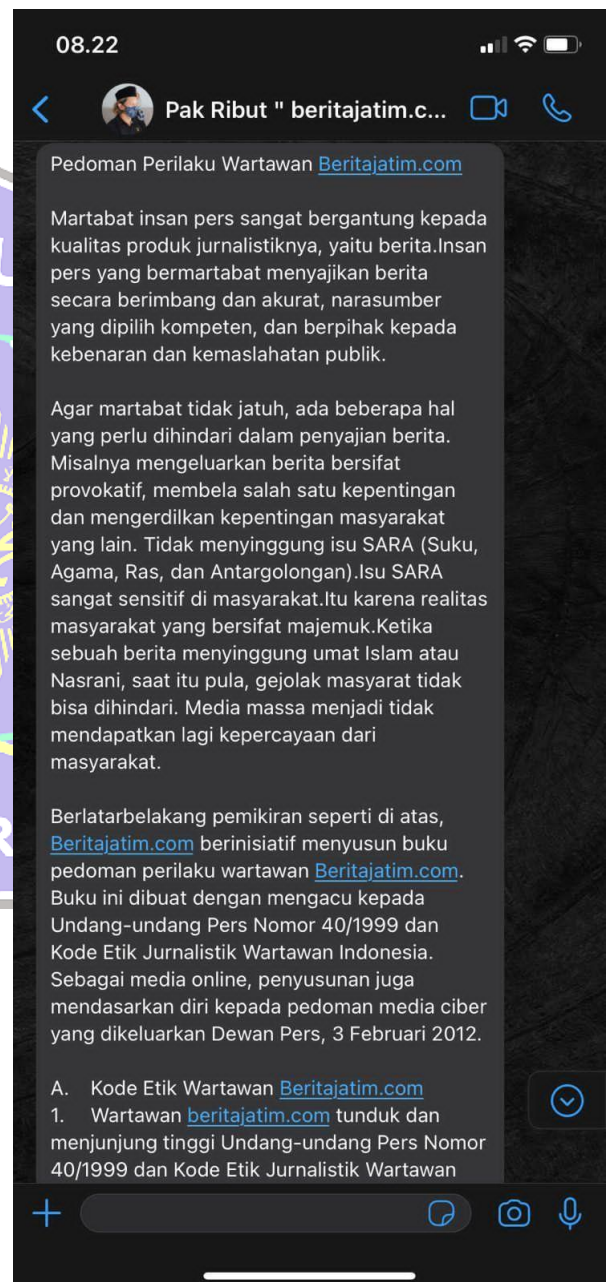 08.22
Pak Ribut " beritajatim.c...
Pedoman Perilaku Wartawan Beritajatim.com
Martabat insan pers sangat bergantung kepada
kualitas produk jurnalistiknya, yaitu berita.Insan
pers yang bermartabat menyajikan berita
secara berimbang dan akurat, narasumber
yang dipilih kompeten, dan berpihak kepada
kebenaran dan kemaslahatan publik.
Agar martabat tidak jatuh, ada beberapa hal
yang perlu dihindari dalam penyajian berita.
Misalnya mengeluarkan berita bersifat
provokatif, membela salah satu kepentingan
dan mengerdilkan kepentingan masyarakat
yang lain. Tidak menyinggung isu SARA (Suku,
Agama, Ras, dan Antargolongan).Isu SARA
sangat sensitif di masyarakat.Itu karena realitas
masyarakat yang bersifat majemuk.Ketika
sebuah berita menyinggung umat Islam atau
Nasrani, saat itu pula, gejolak masyarat tidak
bisa dihindari. Media massa menjadi tidak
mendapatkan lagi kepercayaan dari
masyarakat.
Berlatarbelakang pemikiran seperti di atas,
Beritajatim.com berinisiatif menyusun buku
pedoman perilaku wartawan Beritajatim.com.
Buku ini dibuat dengan mengacu kepada
Undang-undang Pers Nomor 40/1999 dan
Kode Etik Jurnalistik Wartawan Indonesia.
Sebagai media online, penyusunan juga
mendasarkan diri kepada pedoman media ciber
yang dikeluarkan Dewan Pers, 3 Februari 2012.
A. Kode Etik Wartawan Beritajatim.com
1. Wartawan beritajatim.com tunduk dan
menjunjung tinggi Undang-undang Pers Nomor
40/1999 dan Kode Etik Jurnalistik Wartawan